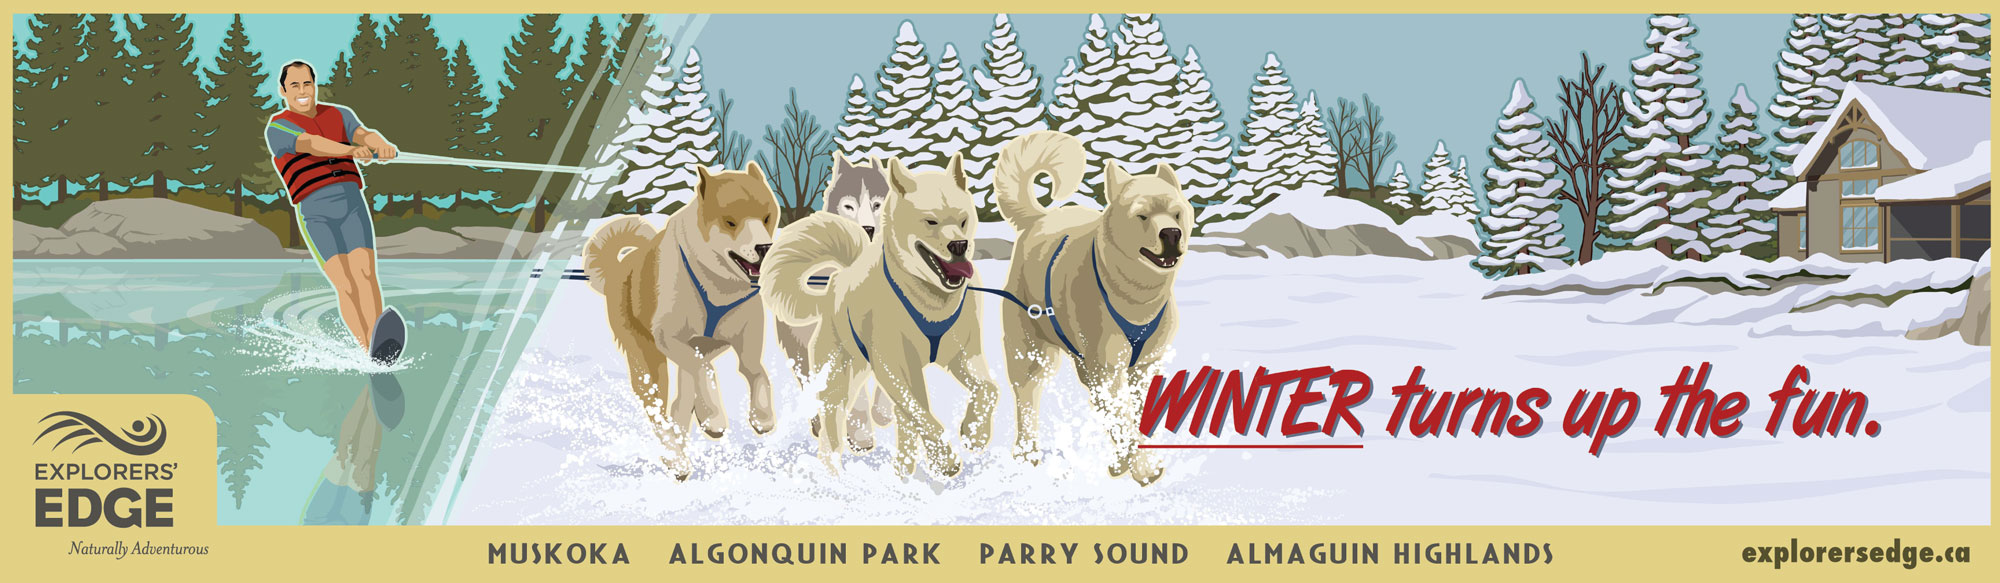 WINTER turns up the fun.
EXPLORERS'
EDGE
Naturally Adventurous
MUSKOKA ALGONQUIN PARK PARRY SOUND ALMAGUIN HIGHLANDS
explorersedge.ca